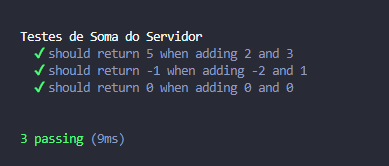 Testes de Soma do Servidor
✓ should return 5 when adding 2 and 3
✓ should return -1 when adding -2 and 1
✓ should return 0 when adding 0 and 0
3 passing (9ms)